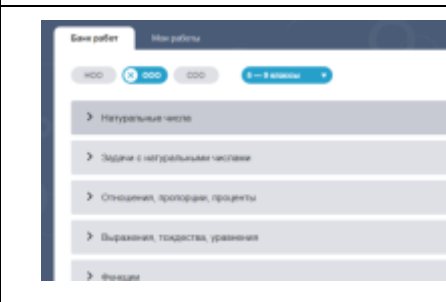 Банк работ Мои работы
НОО ООО СОО 5 — 9 классы
Натуральные числа
Задачи с натуральными числами
Отношения, пропорции, проценты
Выражения, тождества, уравнения
Функции